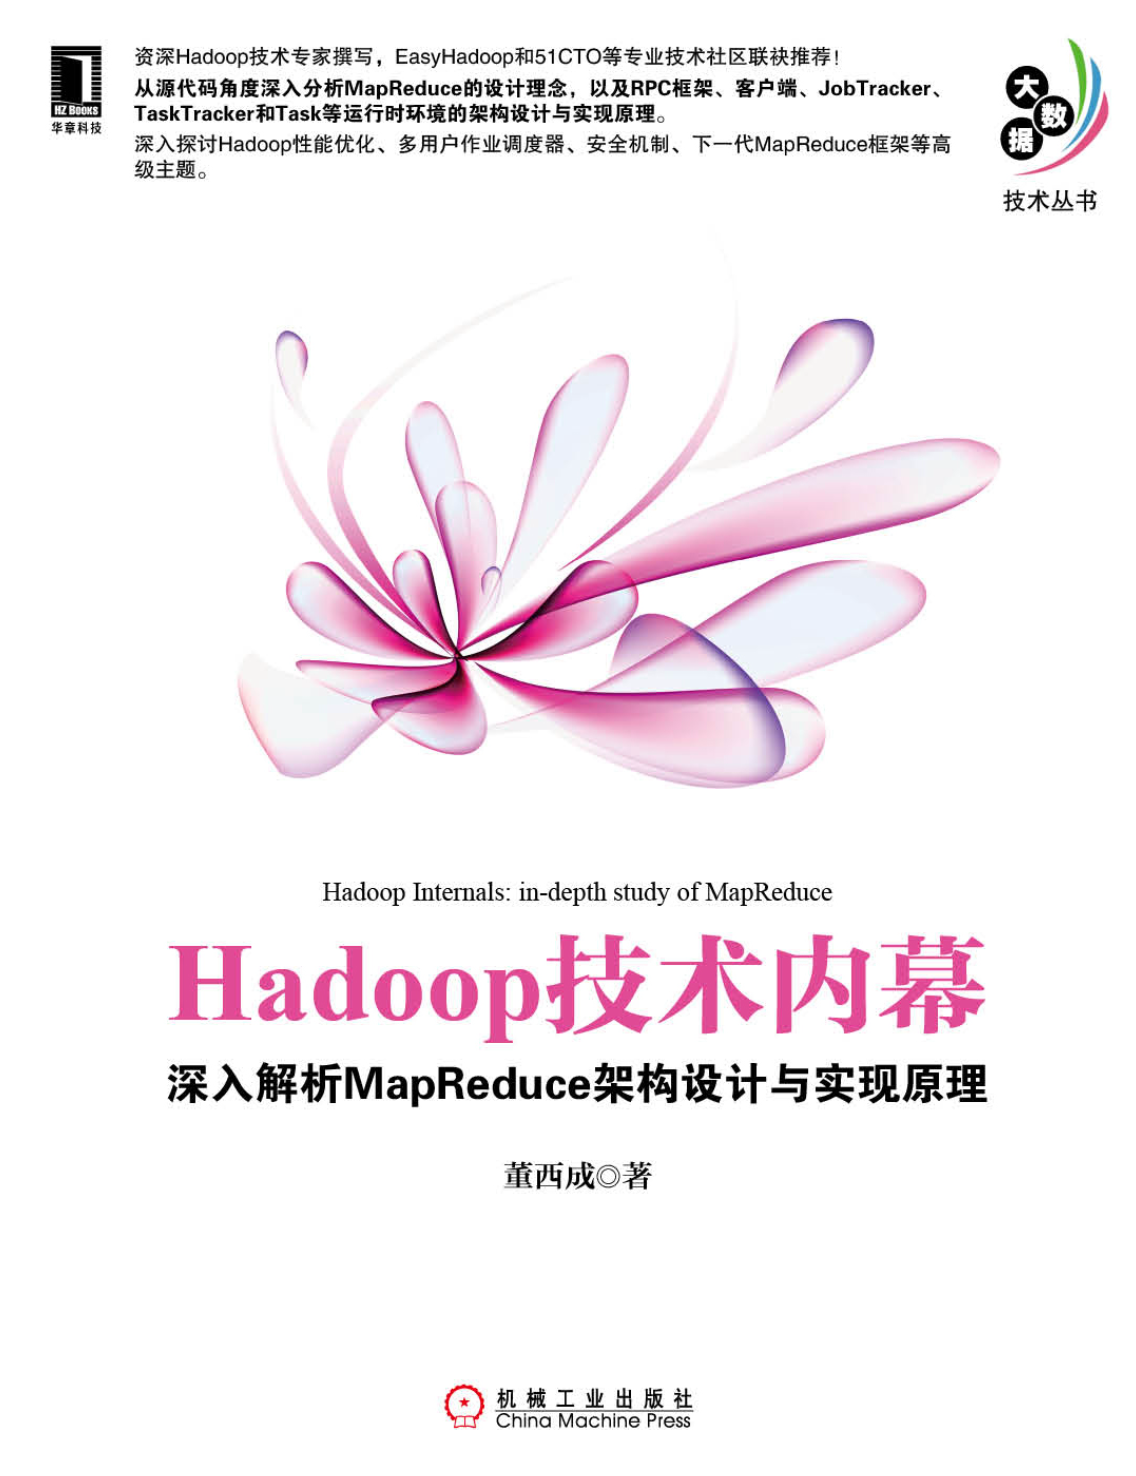 资深Hadoop技术专家撰写，EasyHadoop和51CTO等专业技术社区联袂推荐！
从源代码角度深入分析MapReduce的设计理念，以及RPC框架、客户端、JobTracker、
TaskTracker和Task等运行时环境的架构设计与实现原理。
深入探讨Hadoop性能优化、多用户作业调度器、安全机制、下一代MapReduce框架等高
级主题。
HZ BOOKS
华章科技
大
数
据
技术丛书
Hadoop Internals: in-depth study of MapReduce
Hadoop技术内幕
深入解析MapReduce架构设计与实现原理
董西成◎著
机械工业出版社
China Machine Press